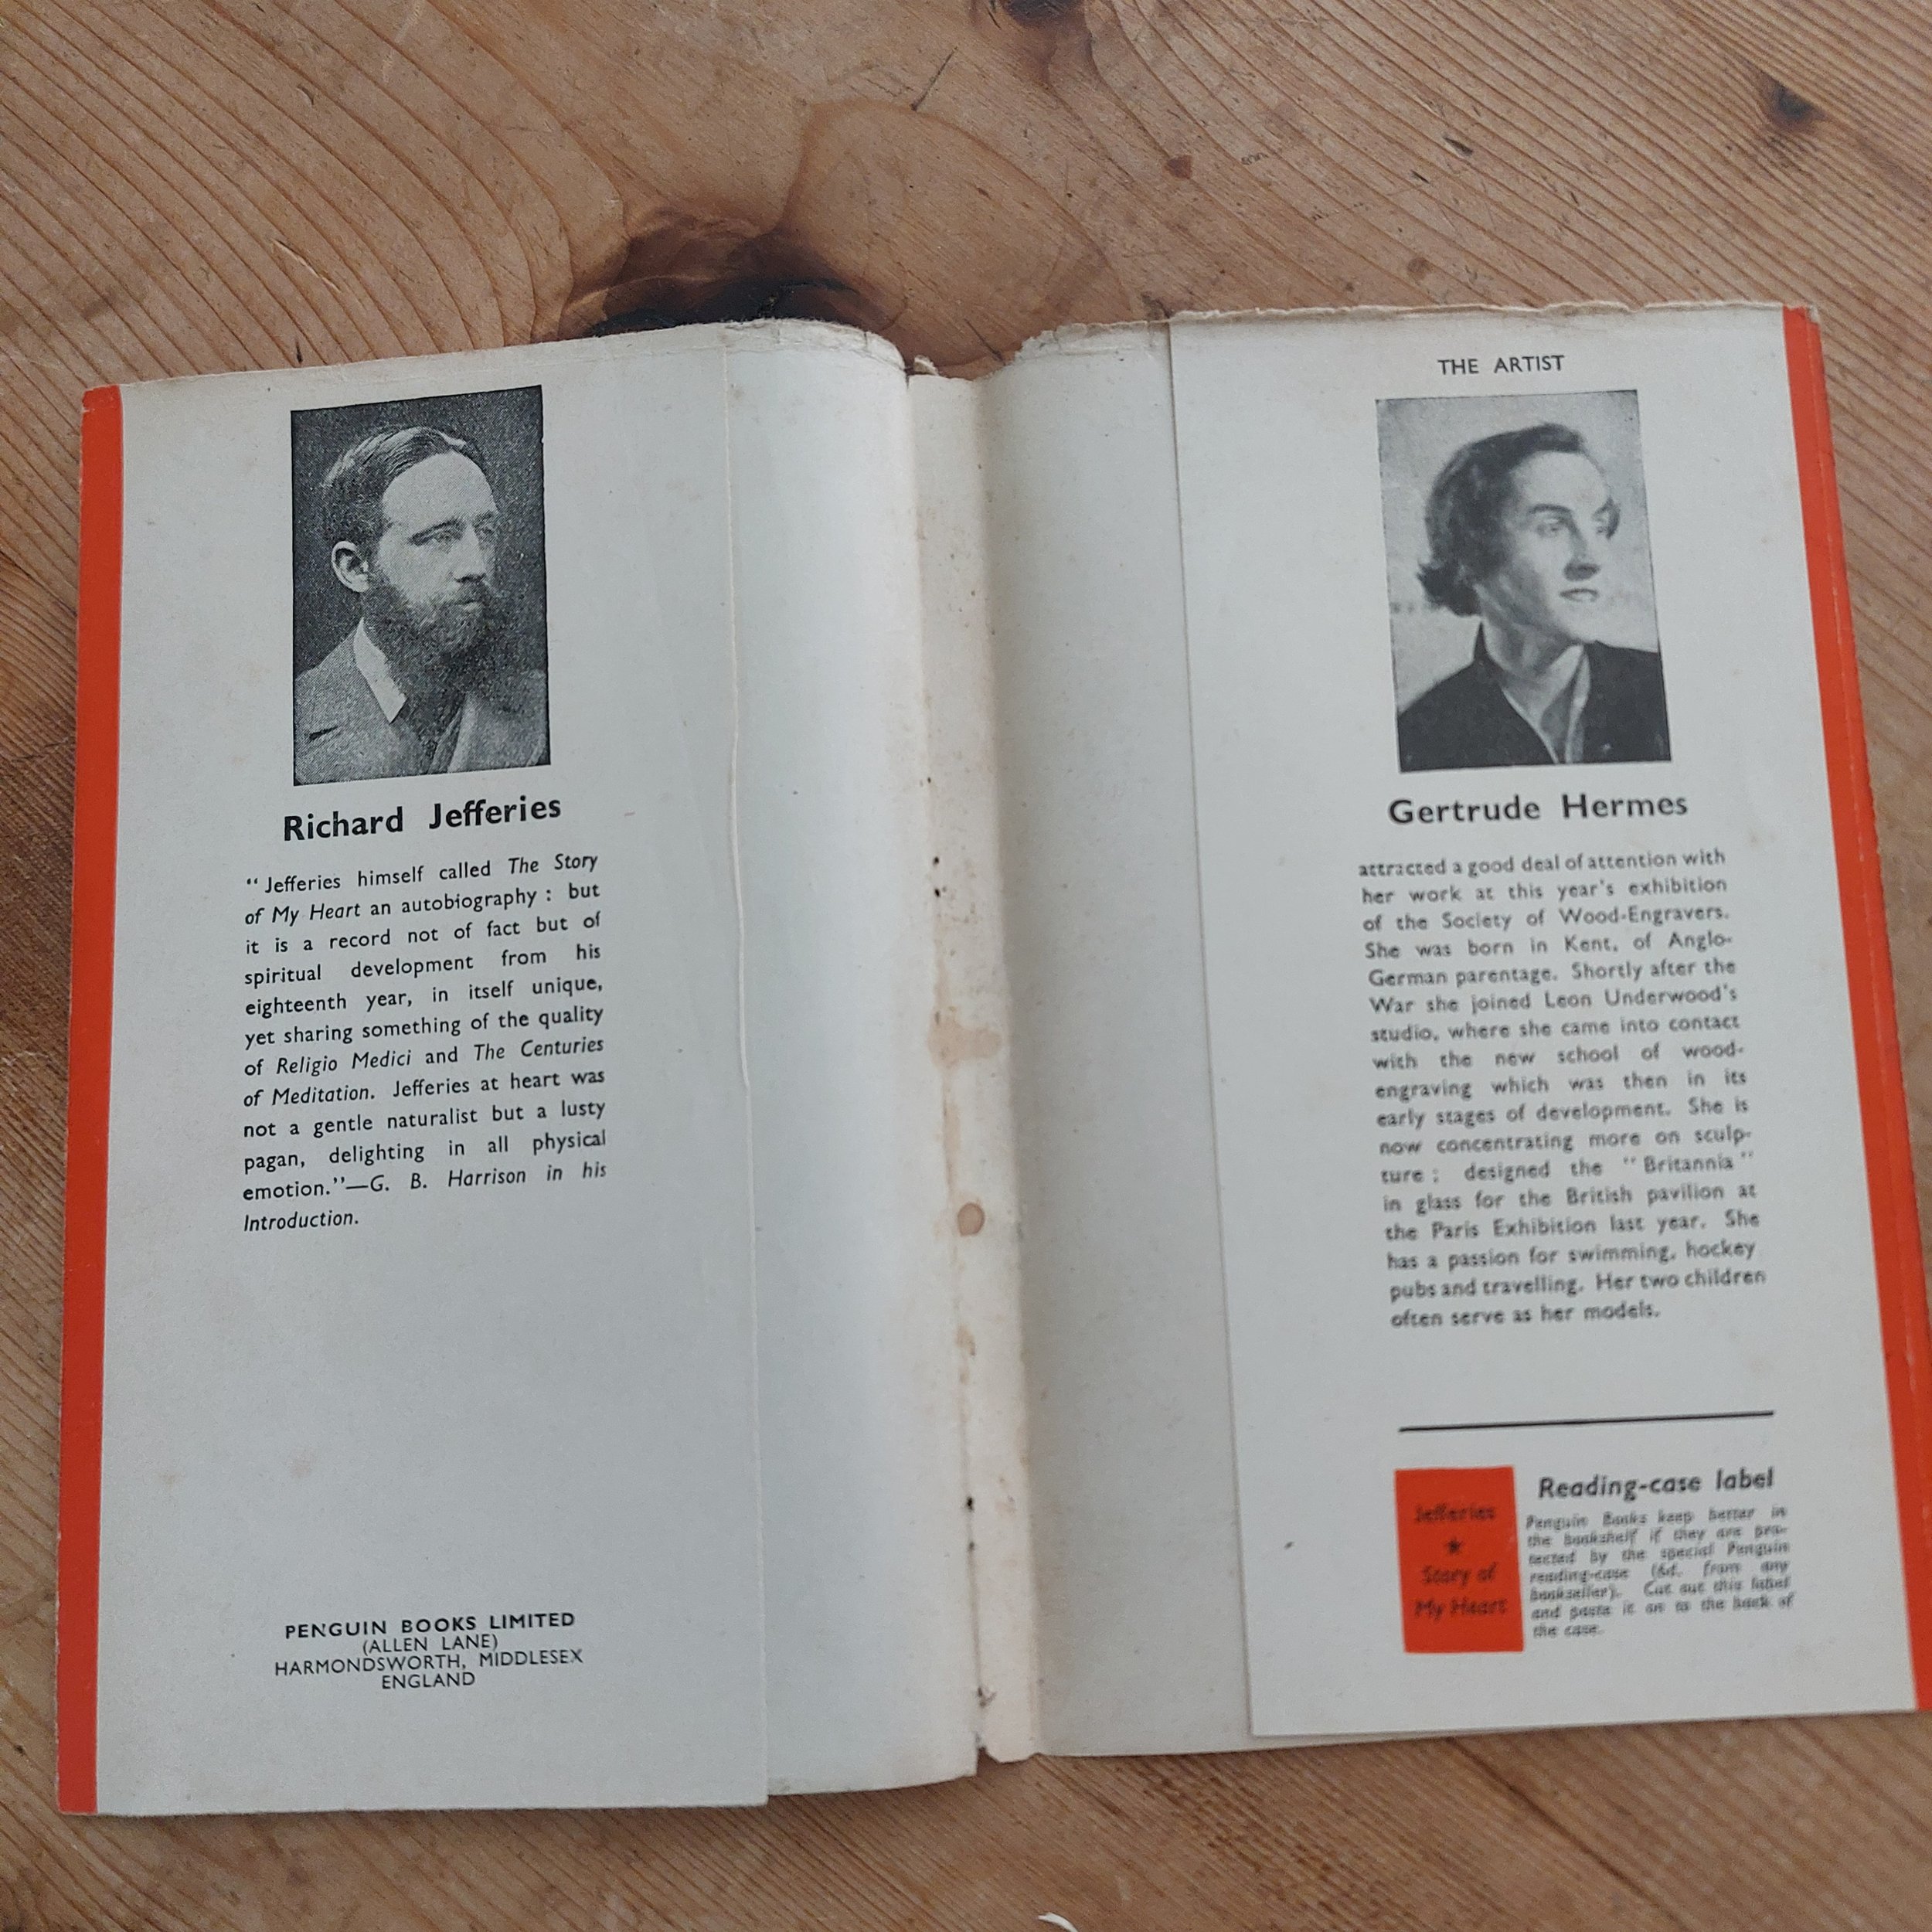 Richard Jefferies
“Jefferies himself called The Story
of My Heart an autobiography : but
it is a record not of fact but of
spiritual development from his
eighteenth year, in itself unique,
yet sharing something of the quality
of Religio Medici and The Centuries
of Meditation. Jefferies at heart was
not a gentle naturalist but a lusty
pagan, delighting in all physical
emotion.”—G. B. Harrison in his
Introduction.
PENGUIN BOOKS LIMITED
(ALLEN LANE)
HARMONDSWORTH, MIDDLESEX
ENGLAND
THE ARTIST
Gertrude Hermes
attracted a good deal of attention with
her work at this year's exhibition
of the Society of Wood-Engravers.
She was born in Kent, of Anglo-
German parentage. Shortly after the
War she joined Leon Underwood's
studio, where she came into contact
with the new school of wood-
engraving which was then in its
early stages of development. She is
now concentrating more on sculp-
ture ; designed the “Britannia”
in glass for the British pavilion at
the Paris Exhibition last year. She
has a passion for swimming, hockey
pubs and travelling. Her two children
often serve as her models.
Jefferies
★
Story of
My Heart
Reading-case label
Penguin Books keep better in
the bookshelf if they are pro-
tected by the special Penguin
reading-case (6d. from any
bookseller). Cut out this label
and paste it on to the back of
the case.